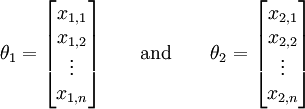 θ₁ = [x₁,₁ x₁,₂ ⋮ x₁,ₙ] and θ₂ = [x₂,₁ x₂,₂ ⋮ x₂,ₙ]